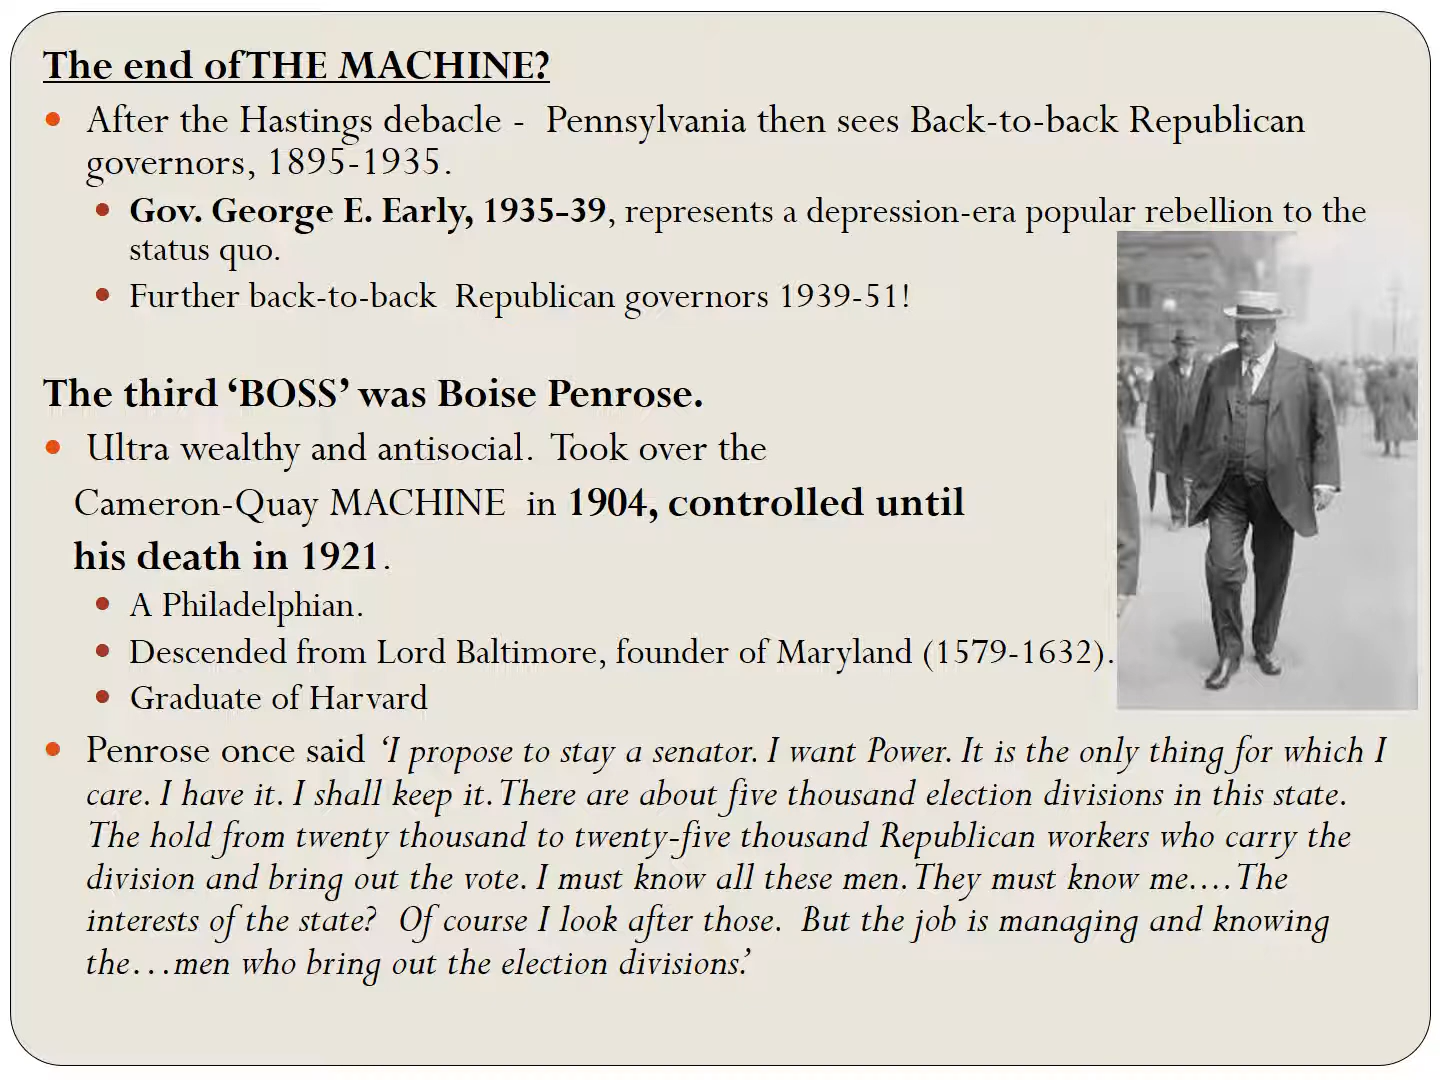 The end of THE MACHINE?
• After the Hastings debacle - Pennsylvania then sees Back-to-back Republican
governors, 1895-1935.
• Gov. George E. Early, 1935-39, represents a depression-era popular rebellion to the
status quo.
• Further back-to-back Republican governors 1939-51!
The third ‘BOSS’ was Boise Penrose.
• Ultra wealthy and antisocial. Took over the
Cameron-Quay MACHINE in 1904, controlled until
his death in 1921.
• A Philadelphian.
• Descended from Lord Baltimore, founder of Maryland (1579-1632).
• Graduate of Harvard
• Penrose once said ‘I propose to stay a senator. I want Power. It is the only thing for which I
care. I have it. I shall keep it. There are about five thousand election divisions in this state.
The hold from twenty thousand to twenty-five thousand Republican workers who carry the
division and bring out the vote. I must know all these men. They must know me.... The
interests of the state? Of course I look after those. But the job is managing and knowing
the...men who bring out the election divisions.’